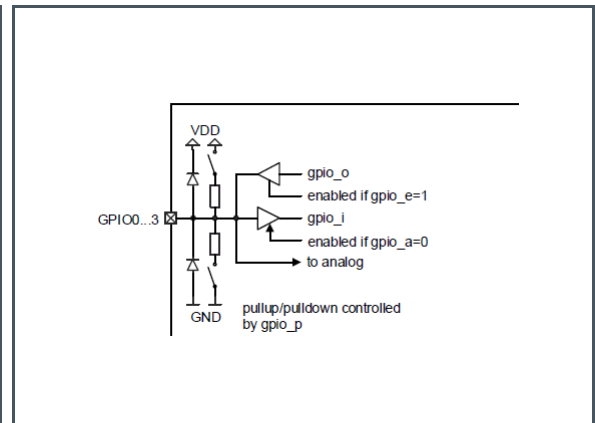 VDD
gpio_o
enabled if gpio_e=1
GPIO0...3
gpio_i
enabled if gpio_a=0
to analog
GND
pullup/pulldown controlled
by gpio_p